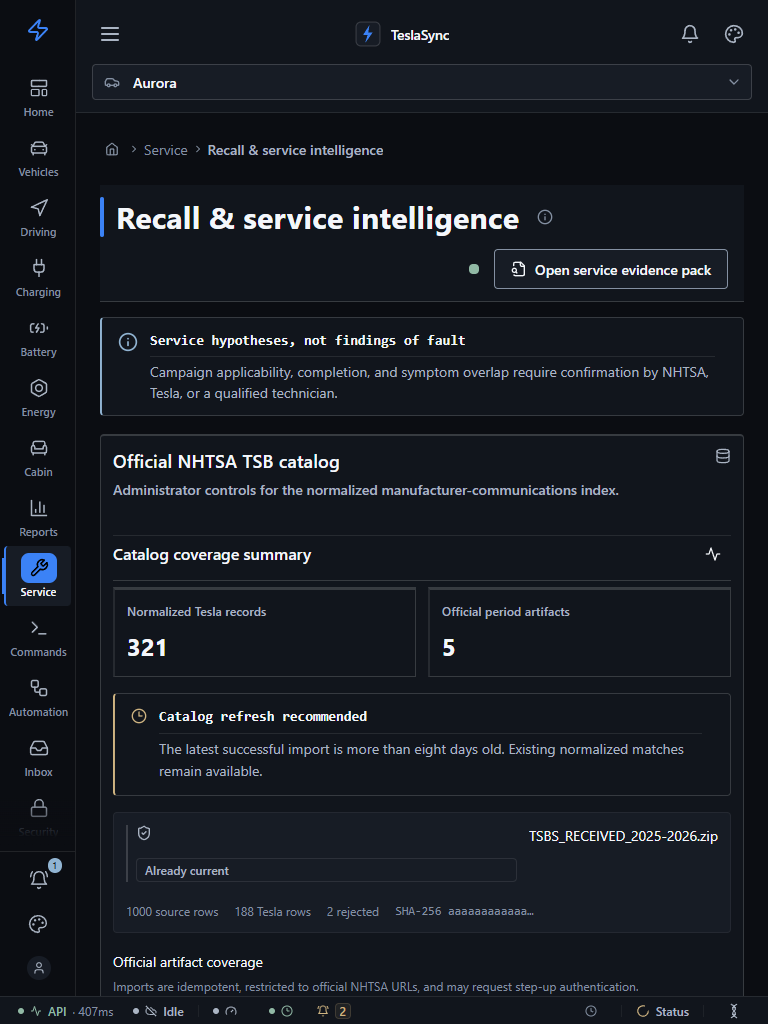 TeslaSync
Aurora
Home
Vehicles
Driving
Charging
Battery
Energy
Cabin
Reports
Service
Commands
Automation
Inbox
Security
1
Service
Recall & service intelligence
Recall & service intelligence
Open service evidence pack
Service hypotheses, not findings of fault
Campaign applicability, completion, and symptom overlap require confirmation by NHTSA,
Tesla, or a qualified technician.
Official NHTSA TSB catalog
Administrator controls for the normalized manufacturer-communications index.
Catalog coverage summary
Normalized Tesla records
321
Official period artifacts
5
Catalog refresh recommended
The latest successful import is more than eight days old. Existing normalized matches
remain available.
TSBS_RECEIVED_2025-2026.zip
Already current
1000 source rows 188 Tesla rows 2 rejected SHA-256 aaaaaaaaaaaa…
Official artifact coverage
Imports are idempotent, restricted to official NHTSA URLs, and may request step-up authentication.
API · 407ms Idle 2 Status